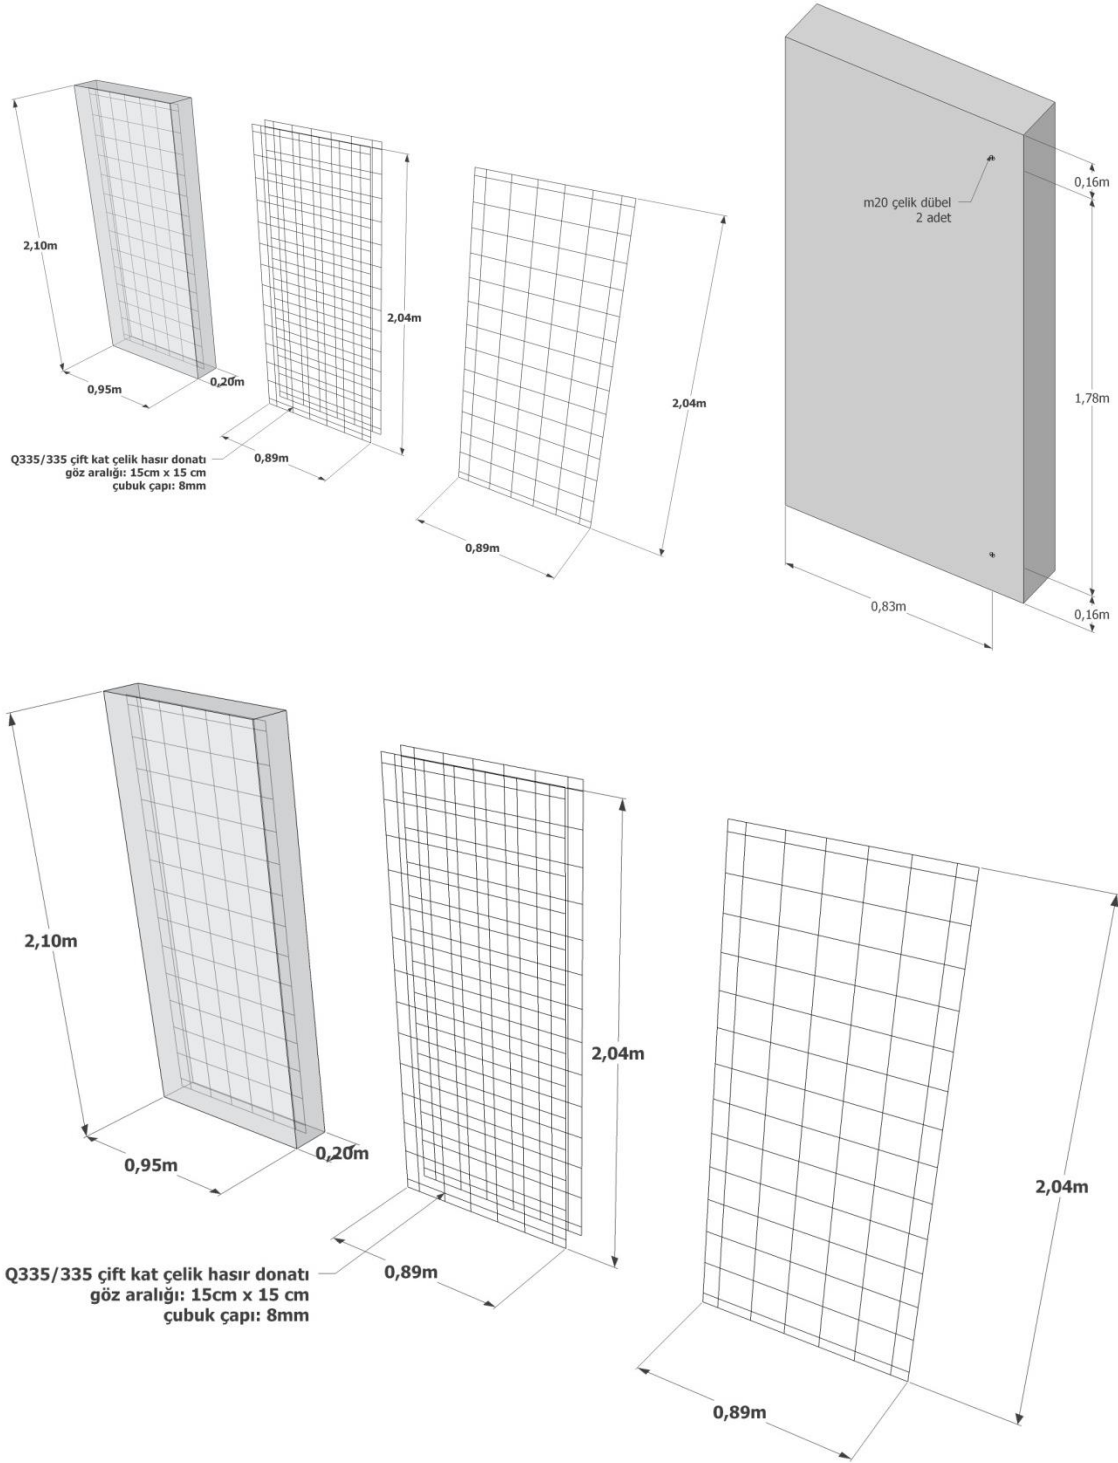 2,10m
0,95m
0,20m
2,04m
0,89m
Q335/335 çift kat çelik hasır donatı
göz aralığı: 15cm x 15 cm
çubuk çapı: 8mm
2,04m
0,89m
m20 çelik dübel
2 adet
0,16m
1,78m
0,16m
0,83m
2,10m
0,95m
0,20m
2,04m
0,89m
Q335/335 çift kat çelik hasır donatı
göz aralığı: 15cm x 15 cm
çubuk çapı: 8mm
2,04m
0,89m